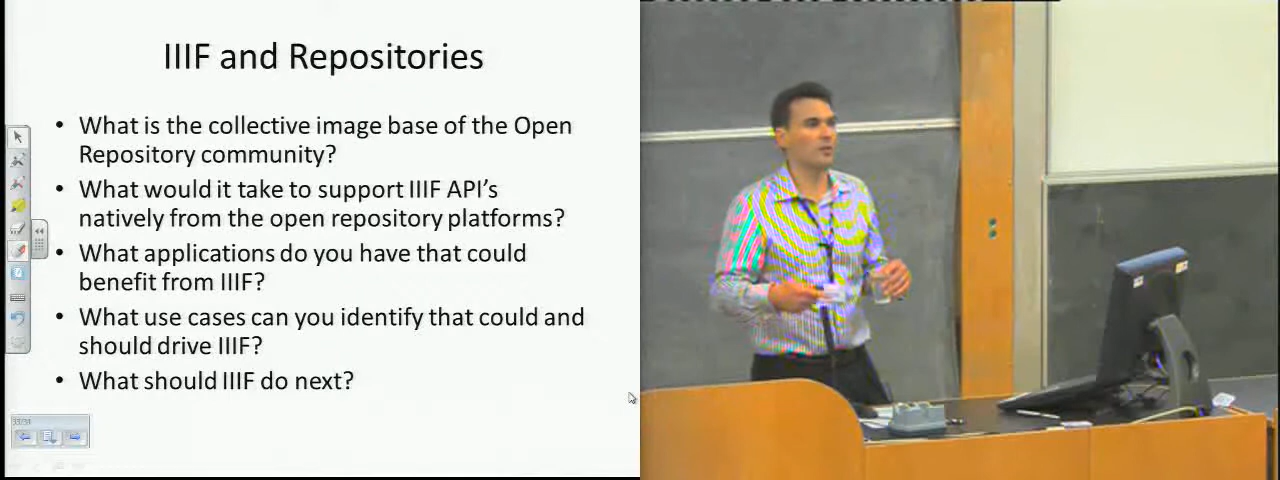 IIIF and Repositories
• What is the collective image base of the Open
Repository community?
• What would it take to support IIIF API's
natively from the open repository platforms?
• What applications do you have that could
benefit from IIIF?
• What use cases can you identify that could and
should drive IIIF?
• What should IIIF do next?